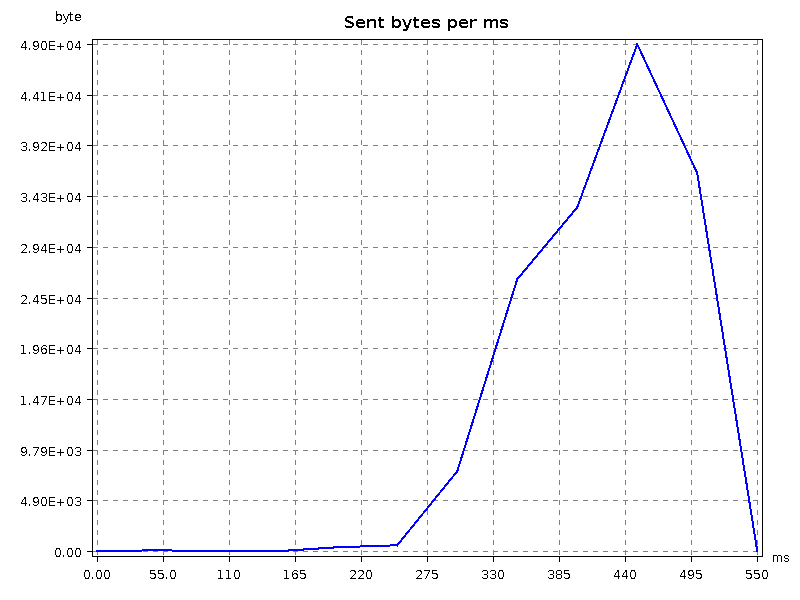 byte
Sent bytes per ms
4.90E+04
4.41E+04
3.92E+04
3.43E+04
2.94E+04
2.45E+04
1.96E+04
1.47E+04
9.79E+03
4.90E+03
0.00
0.00 55.0 110 165 220 275 330 385 440 495 550
ms